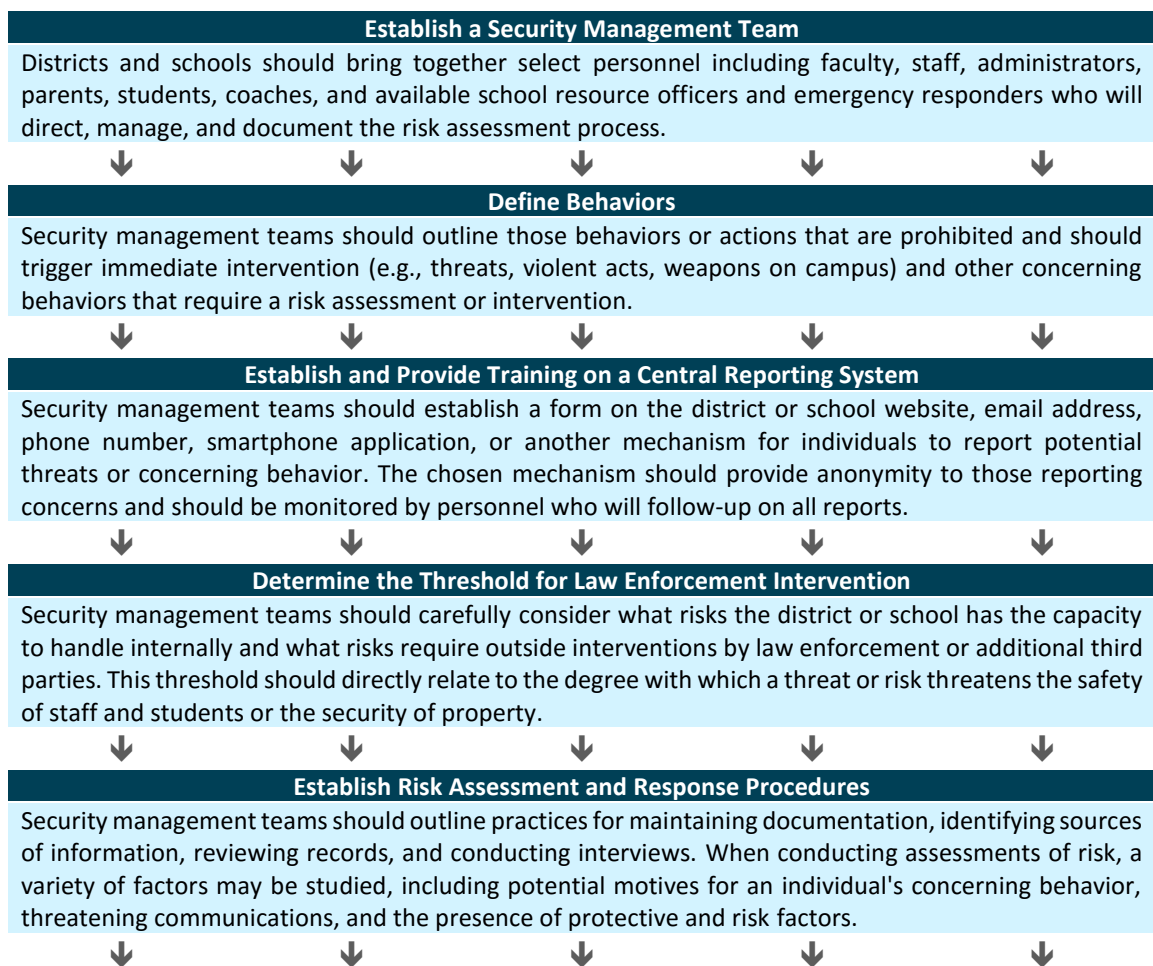 Establish a Security Management Team
Districts and schools should bring together select personnel including faculty, staff, administrators,
parents, students, coaches, and available school resource officers and emergency responders who will
direct, manage, and document the risk assessment process.
Define Behaviors
Security management teams should outline those behaviors or actions that are prohibited and should
trigger immediate intervention (e.g., threats, violent acts, weapons on campus) and other concerning
behaviors that require a risk assessment or intervention.
Establish and Provide Training on a Central Reporting System
Security management teams should establish a form on the district or school website, email address,
phone number, smartphone application, or another mechanism for individuals to report potential
threats or concerning behavior. The chosen mechanism should provide anonymity to those reporting
concerns and should be monitored by personnel who will follow-up on all reports.
Determine the Threshold for Law Enforcement Intervention
Security management teams should carefully consider what risks the district or school has the capacity
to handle internally and what risks require outside interventions by law enforcement or additional third
parties. This threshold should directly relate to the degree with which a threat or risk threatens the safety
of staff and students or the security of property.
Establish Risk Assessment and Response Procedures
Security management teams should outline practices for maintaining documentation, identifying sources
of information, reviewing records, and conducting interviews. When conducting assessments of risk, a
variety of factors may be studied, including potential motives for an individual's concerning behavior,
threatening communications, and the presence of protective and risk factors.